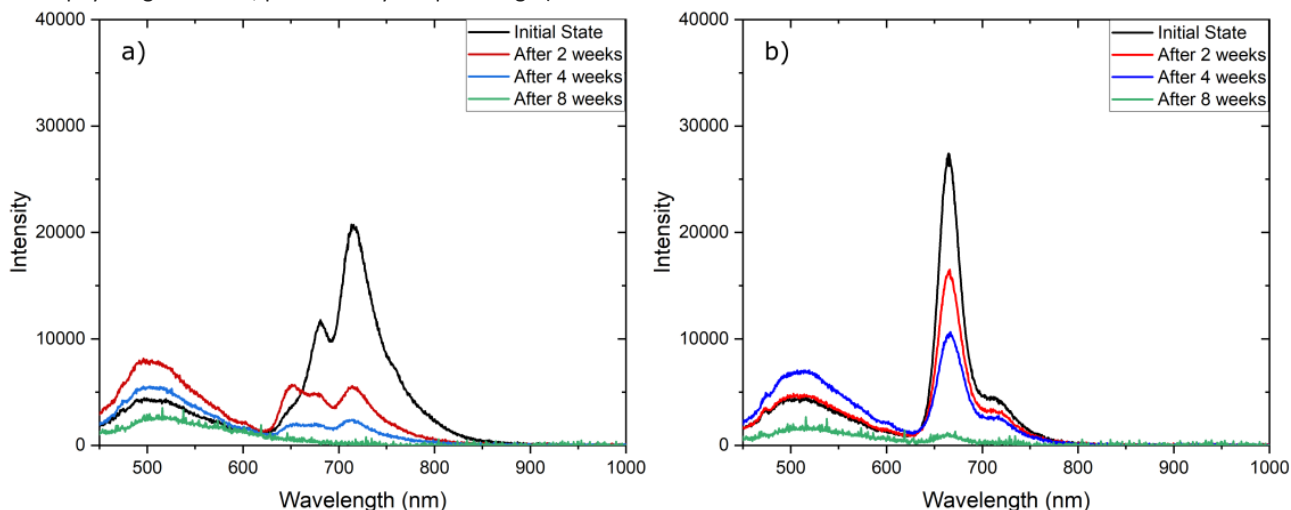 a)
Initial State
After 2 weeks
After 4 weeks
After 8 weeks
40000
30000
20000
10000
0
Intensity
500
600
700
800
900
1000
Wavelength (nm)
b)
Initial State
After 2 weeks
After 4 weeks
After 8 weeks
40000
30000
20000
10000
0
Intensity
500
600
700
800
900
1000
Wavelength (nm)